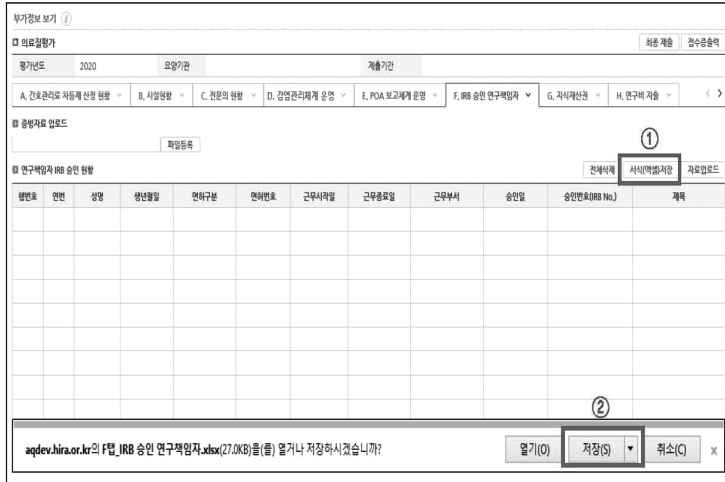 부가정보 보기 i
의료질평가 최종 제출 접수증출력
평가년도 2020 요양기관 제출기간
A. 간호관리료 차등제 산정 현황 B. 시설현황 C. 전문의 현황 D. 감염관리체계 운영 E. POA 보고체계 운영 F. IRB 승인 연구책임자 G. 지식재산권 H. 연구비 지출
증빙자료 업로드
①
파일등록
연구책임자 IRB 승인 현황 전체삭제 서식(엑셀)저장 자료업로드
행번호 연번 성명 생년월일 면허구분 면허번호 근무시작일 근무종료일 근무부서 승인일 승인번호(IRB No.) 제목
②
aqdev.hira.or.kr의 F탭_IRB 승인 연구책임자.xlsx(27.0KB)을(를) 열거나 저장하시겠습니까? 열기(O) 저장(S) 취소(C) x